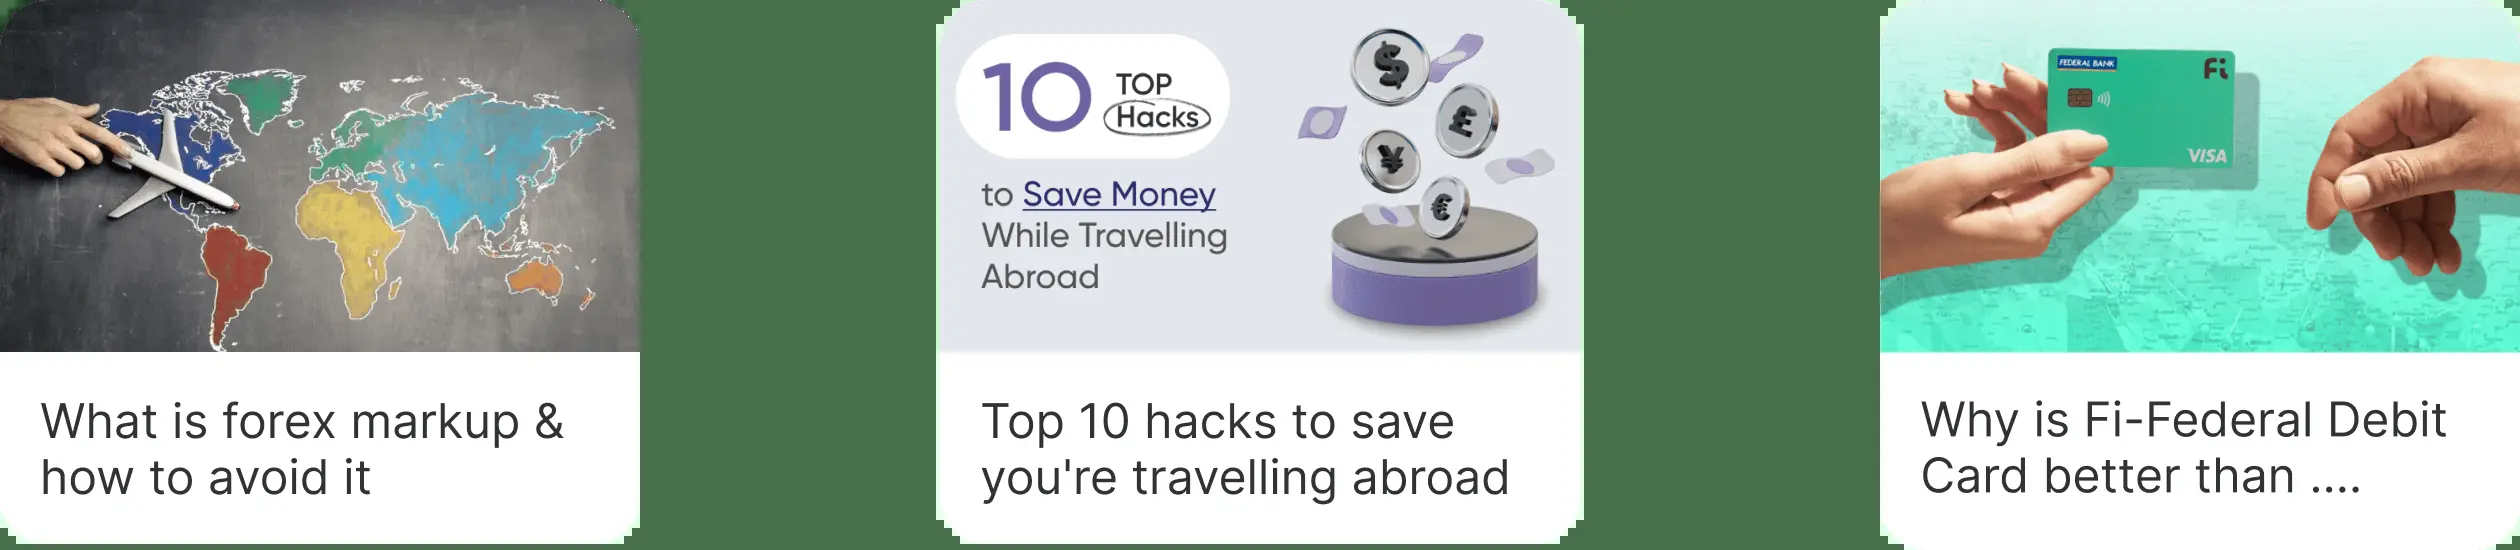 10 TOP
Hacks
to Save Money
While Travelling
Abroad
FEDERAL BANK
Fi
VISA
What is forex markup &
how to avoid it
Top 10 hacks to save
you're travelling abroad
Why is Fi-Federal Debit
Card better than ....